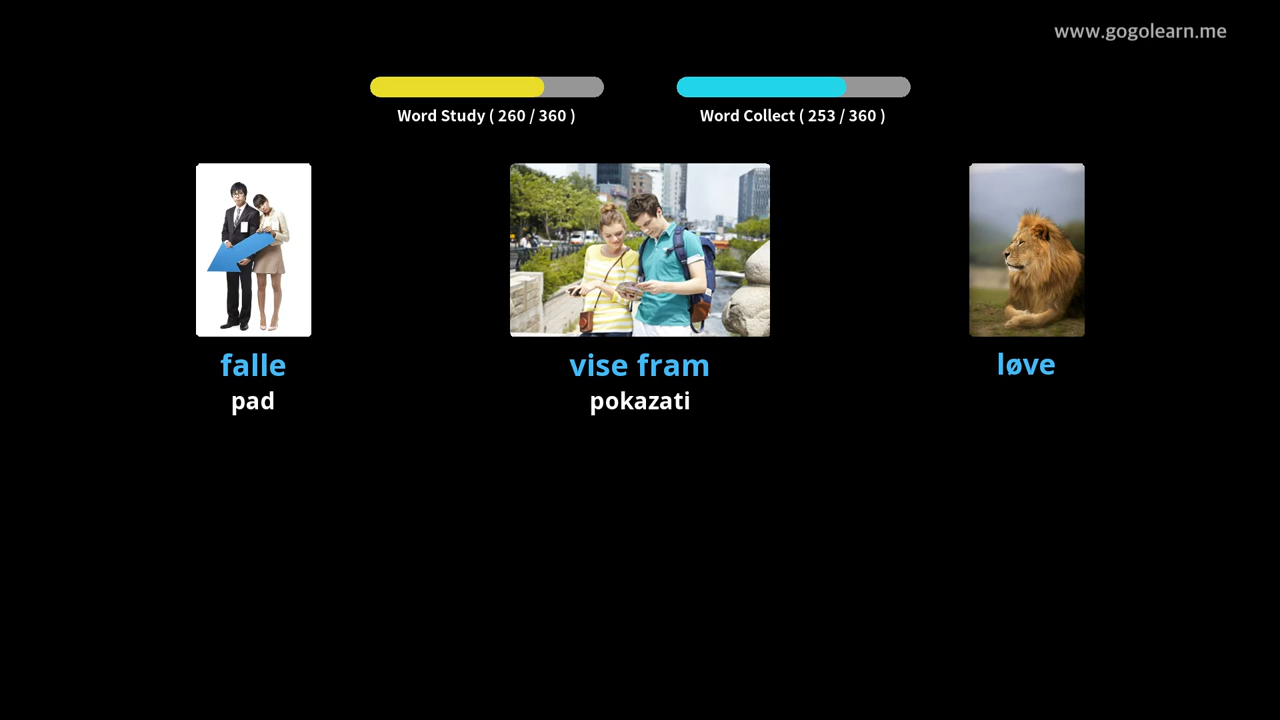 www.gogolearn.me
Word Study ( 260 / 360 )
Word Collect ( 253 / 360 )
falle
pad
vise fram
pokazati
løve